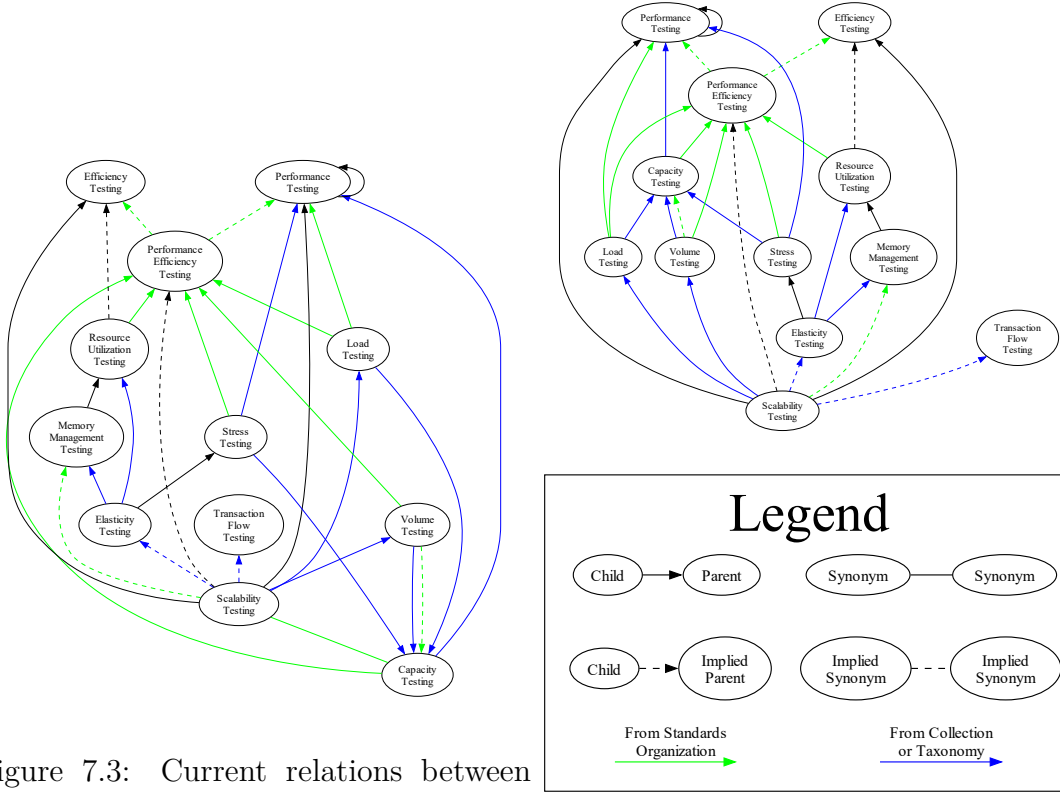 Efficiency
Testing
Performance
Testing
Performance
Efficiency
Testing
Resource
Utilization
Testing
Load
Testing
Memory
Management
Testing
Stress
Testing
Elasticity
Testing
Transaction
Flow
Testing
Volume
Testing
Scalability
Testing
Capacity
Testing
igure 7.3: Current relations between
Performance
Testing
Efficiency
Testing
Performance
Efficiency
Testing
Capacity
Testing
Resource
Utilization
Testing
Load
Testing
Volume
Testing
Stress
Testing
Memory
Management
Testing
Elasticity
Testing
Transaction
Flow
Testing
Scalability
Testing
Legend
Child
Parent
Synonym
Synonym
Child
Implied
Parent
Implied
Synonym
Implied
Synonym
From Standards
Organization
From Collection
or Taxonomy